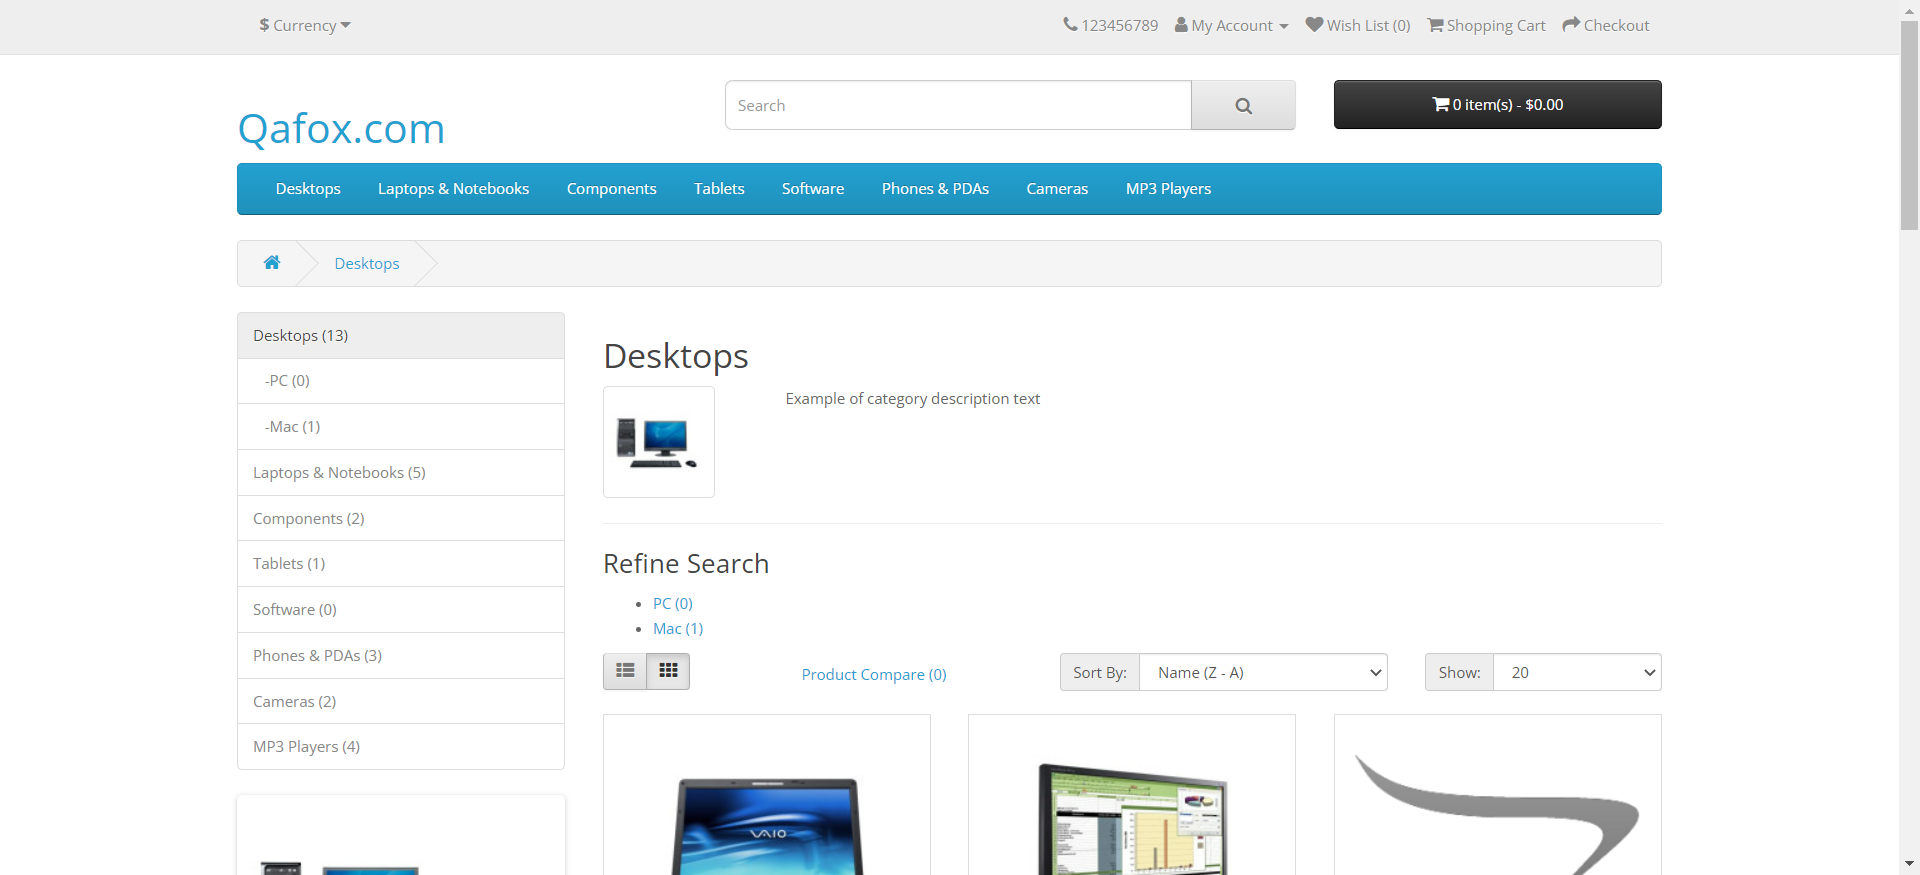 $ Currency
123456789 My Account Wish List (0) Shopping Cart Checkout
Qafox.com
Search
0 item(s) - $0.00
Desktops Laptops & Notebooks Components Tablets Software Phones & PDAs Cameras MP3 Players
Desktops
Desktops (13)
-PC (0)
-Mac (1)
Laptops & Notebooks (5)
Components (2)
Tablets (1)
Software (0)
Phones & PDAs (3)
Cameras (2)
MP3 Players (4)
Desktops
Example of category description text
Refine Search
PC (0)
Mac (1)
Product Compare (0)
Sort By: Name (Z - A)
Show: 20
VAIO